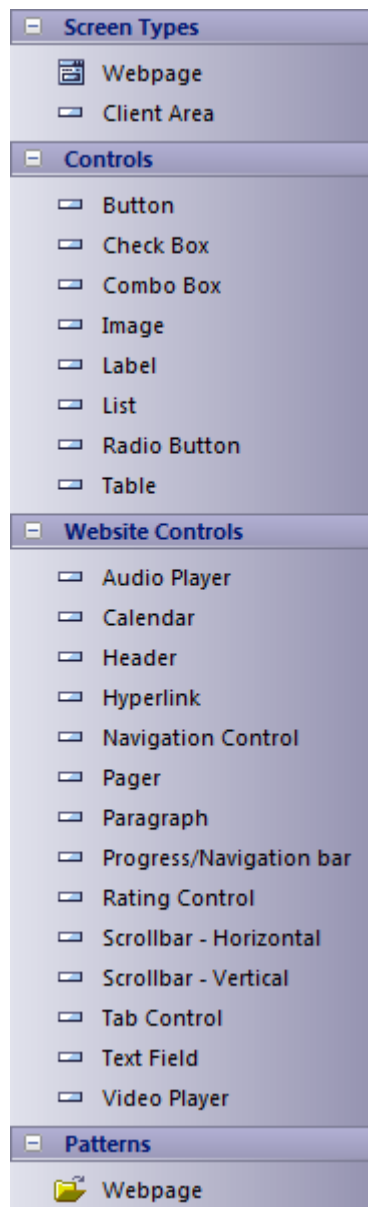 Screen Types
Webpage
Client Area
Controls
Button
Check Box
Combo Box
Image
Label
List
Radio Button
Table
Website Controls
Audio Player
Calendar
Header
Hyperlink
Navigation Control
Pager
Paragraph
Progress/Navigation bar
Rating Control
Scrollbar - Horizontal
Scrollbar - Vertical
Tab Control
Text Field
Video Player
Patterns
Webpage